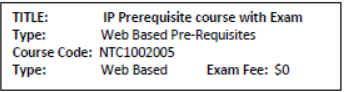 TITLE: IP Prerequisite course with Exam
Type: Web Based Pre-Requisites
Course Code: NTC1002005
Type: Web Based Exam Fee: $0